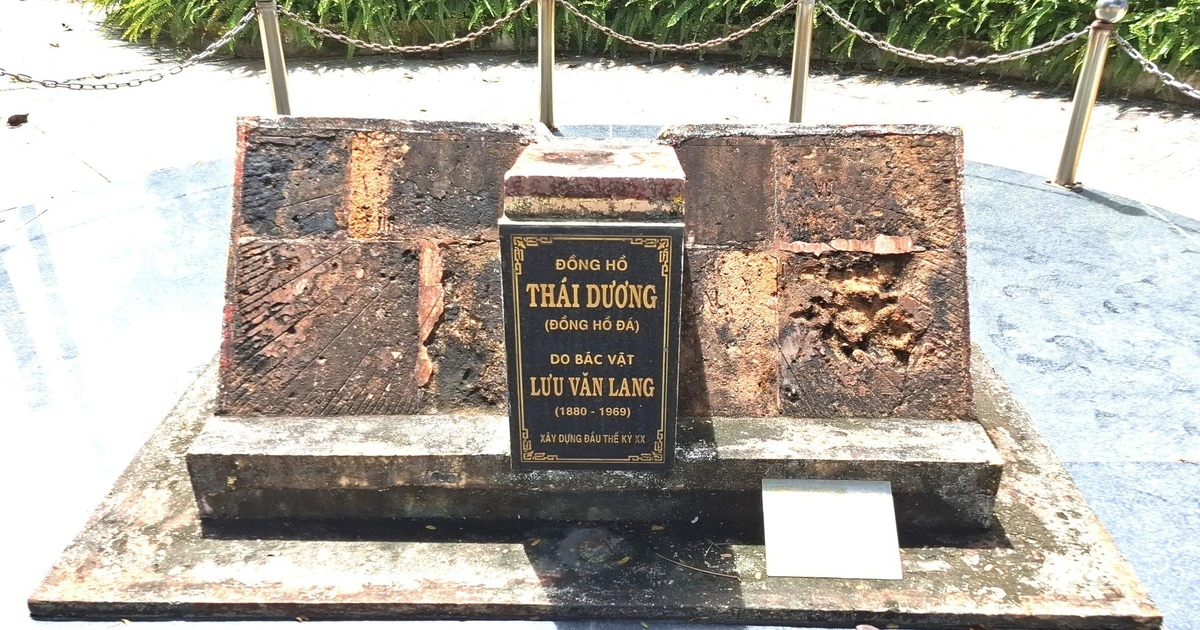 ĐỒNG HỒ
THÁI DƯƠNG
(ĐỒNG HỒ ĐÁ)
DO BÁC VẬT
LƯU VĂN LANG
(1880 - 1969)
XÂY DỰNG ĐẦU THẾ KỶ XX
VII